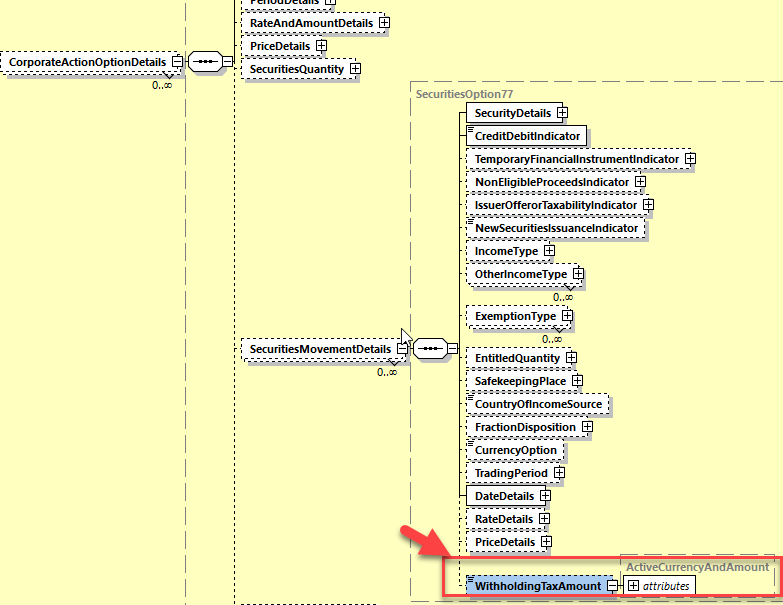 PeriodDetails
RateAndAmountDetails
PriceDetails
CorporateActionOptionDetails
SecuritiesQuantity
0..∞
SecuritiesOption77
SecurityDetails
CreditDebitIndicator
TemporaryFinancialInstrumentIndicator
NonEligibleProceedsIndicator
IssuerOfferorTaxabilityIndicator
NewSecuritiesIssuanceIndicator
IncomeType
OtherIncomeType
0..∞
ExemptionType
0..∞
SecuritiesMovementDetails
0..∞
EntitledQuantity
SafekeepingPlace
CountryOfIncomeSource
FractionDisposition
CurrencyOption
TradingPeriod
DateDetails
RateDetails
PriceDetails
ActiveCurrencyAndAmount
WithholdingTaxAmount
attributes